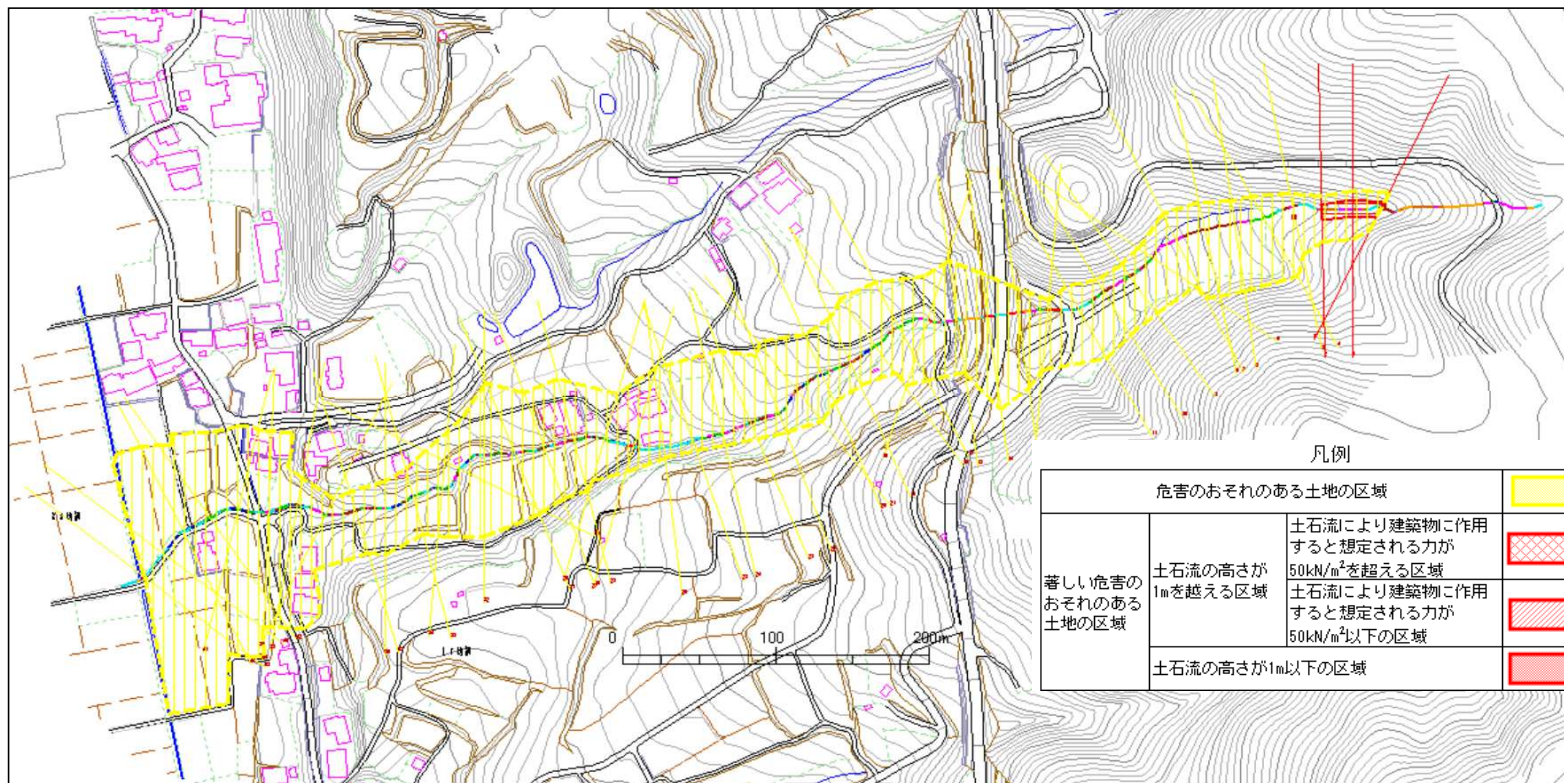 凡例
危害のおそれのある土地の区域
著しい危害の
おそれのある
土地の区域
土石流の高さが
1mを越える区域
土石流により建築物に作用
すると想定される力が
50kN/m²を超える区域
土石流により建築物に作用
すると想定される力が
50kN/m²以下の区域
土石流の高さが1m以下の区域
0 100 200m